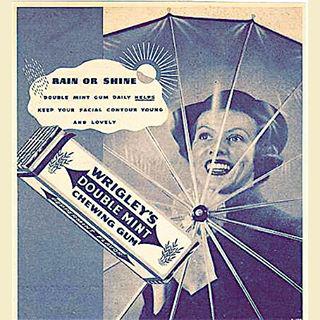 RAIN OR SHINE
DOUBLE MINT GUM DAILY HELPS
KEEP YOUR FACIAL CONTOUR YOUNG
AND LOVELY
WRIGLEY'S
DOUBLE MINT
CHEWING GUM